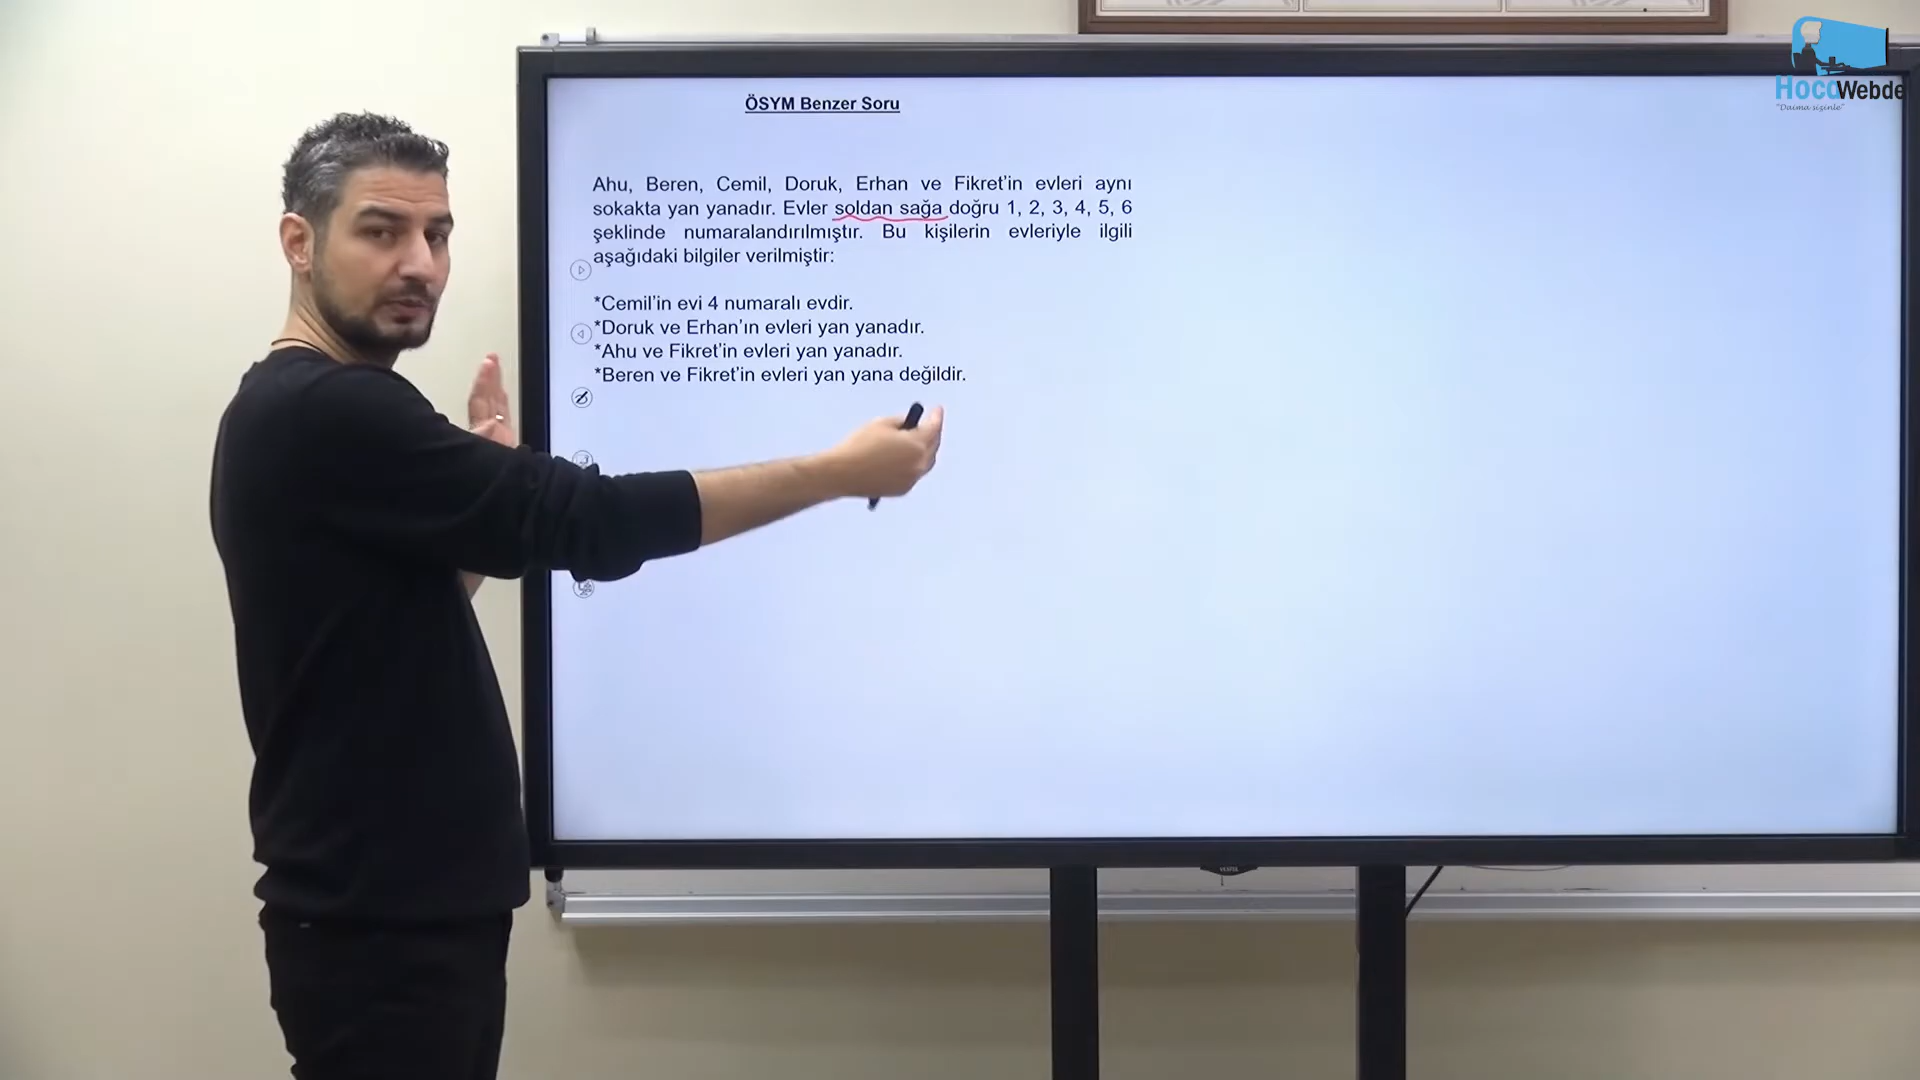 HocaWebde
"Daima sizinle"
ÖSYM Benzer Soru
Ahu, Beren, Cemil, Doruk, Erhan ve Fikret'in evleri aynı
sokakta yan yanadır. Evler soldan sağa doğru 1, 2, 3, 4, 5, 6
şeklinde numaralandırılmıştır. Bu kişilerin evleriyle ilgili
aşağıdaki bilgiler verilmiştir:
*Cemil'in evi 4 numaralı evdir.
*Doruk ve Erhan'ın evleri yan yanadır.
*Ahu ve Fikret'in evleri yan yanadır.
*Beren ve Fikret'in evleri yan yana değildir.